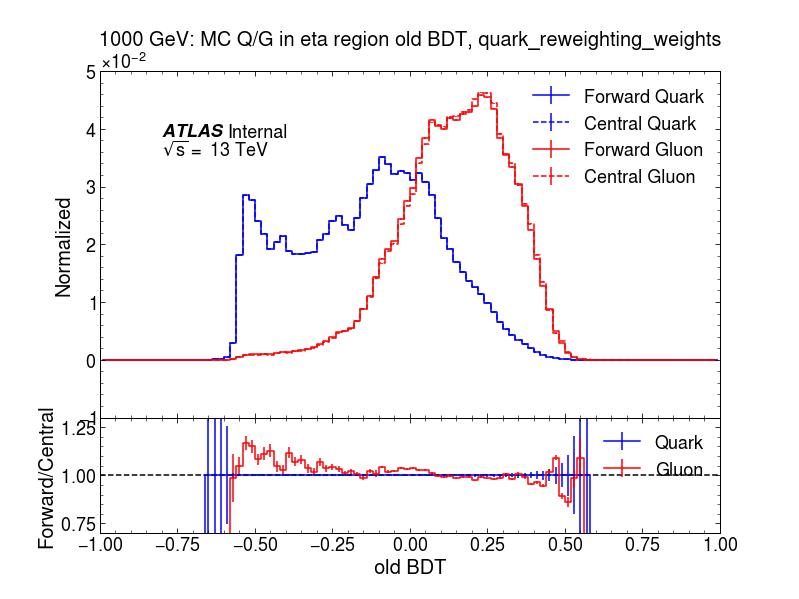 1000 GeV: MC Q/G in eta region old BDT, quark_reweighting_weights
×10⁻²
5
4
3
2
1
0
−1
Normalized
ATLAS Internal
√s = 13 TeV
Forward Quark
Central Quark
Forward Gluon
Central Gluon
1.25
1.00
0.75
Forward/Central
Quark
Gluon
−1.00 −0.75 −0.50 −0.25 0.00 0.25 0.50 0.75 1.00
old BDT